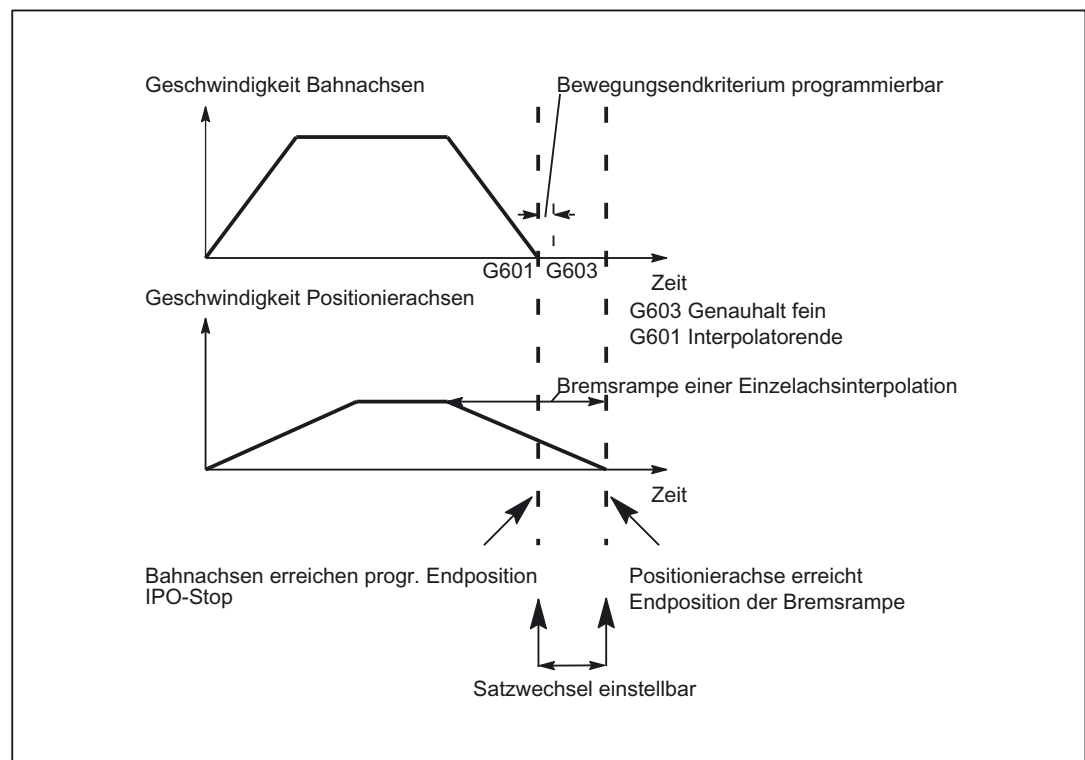 Geschwindigkeit Bahnachsen
Bewegungsendkriterium programmierbar
G601
G603
Zeit
Geschwindigkeit Positionierachsen
G603 Genauhalt fein
G601 Interpolatorende
Bremsrampe einer Einzelachsinterpolation
Zeit
Bahnachsen erreichen progr. Endposition
IPO-Stop
Positionierachse erreicht
Endposition der Bremsrampe
Satzwechsel einstellbar